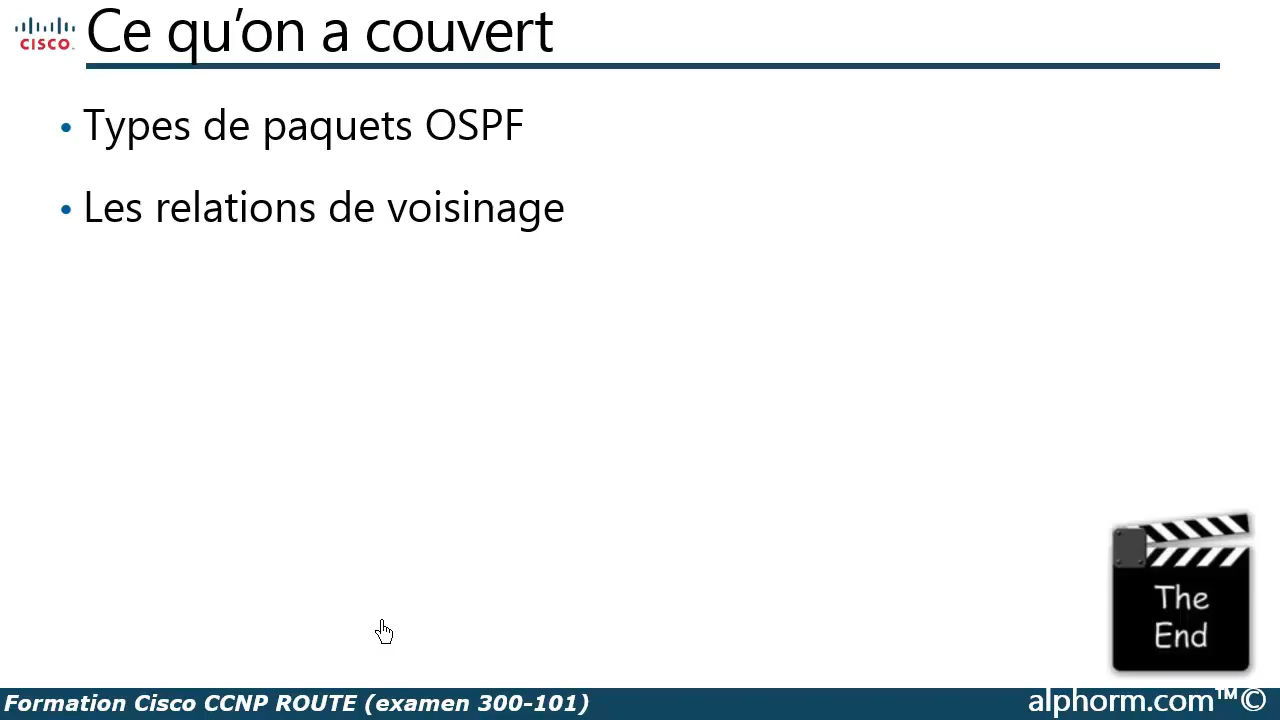 CISCO
Ce qu’on a couvert
• Types de paquets OSPF
• Les relations de voisinage
The
End
Formation Cisco CCNP ROUTE (examen 300-101)
alphorm.com™©